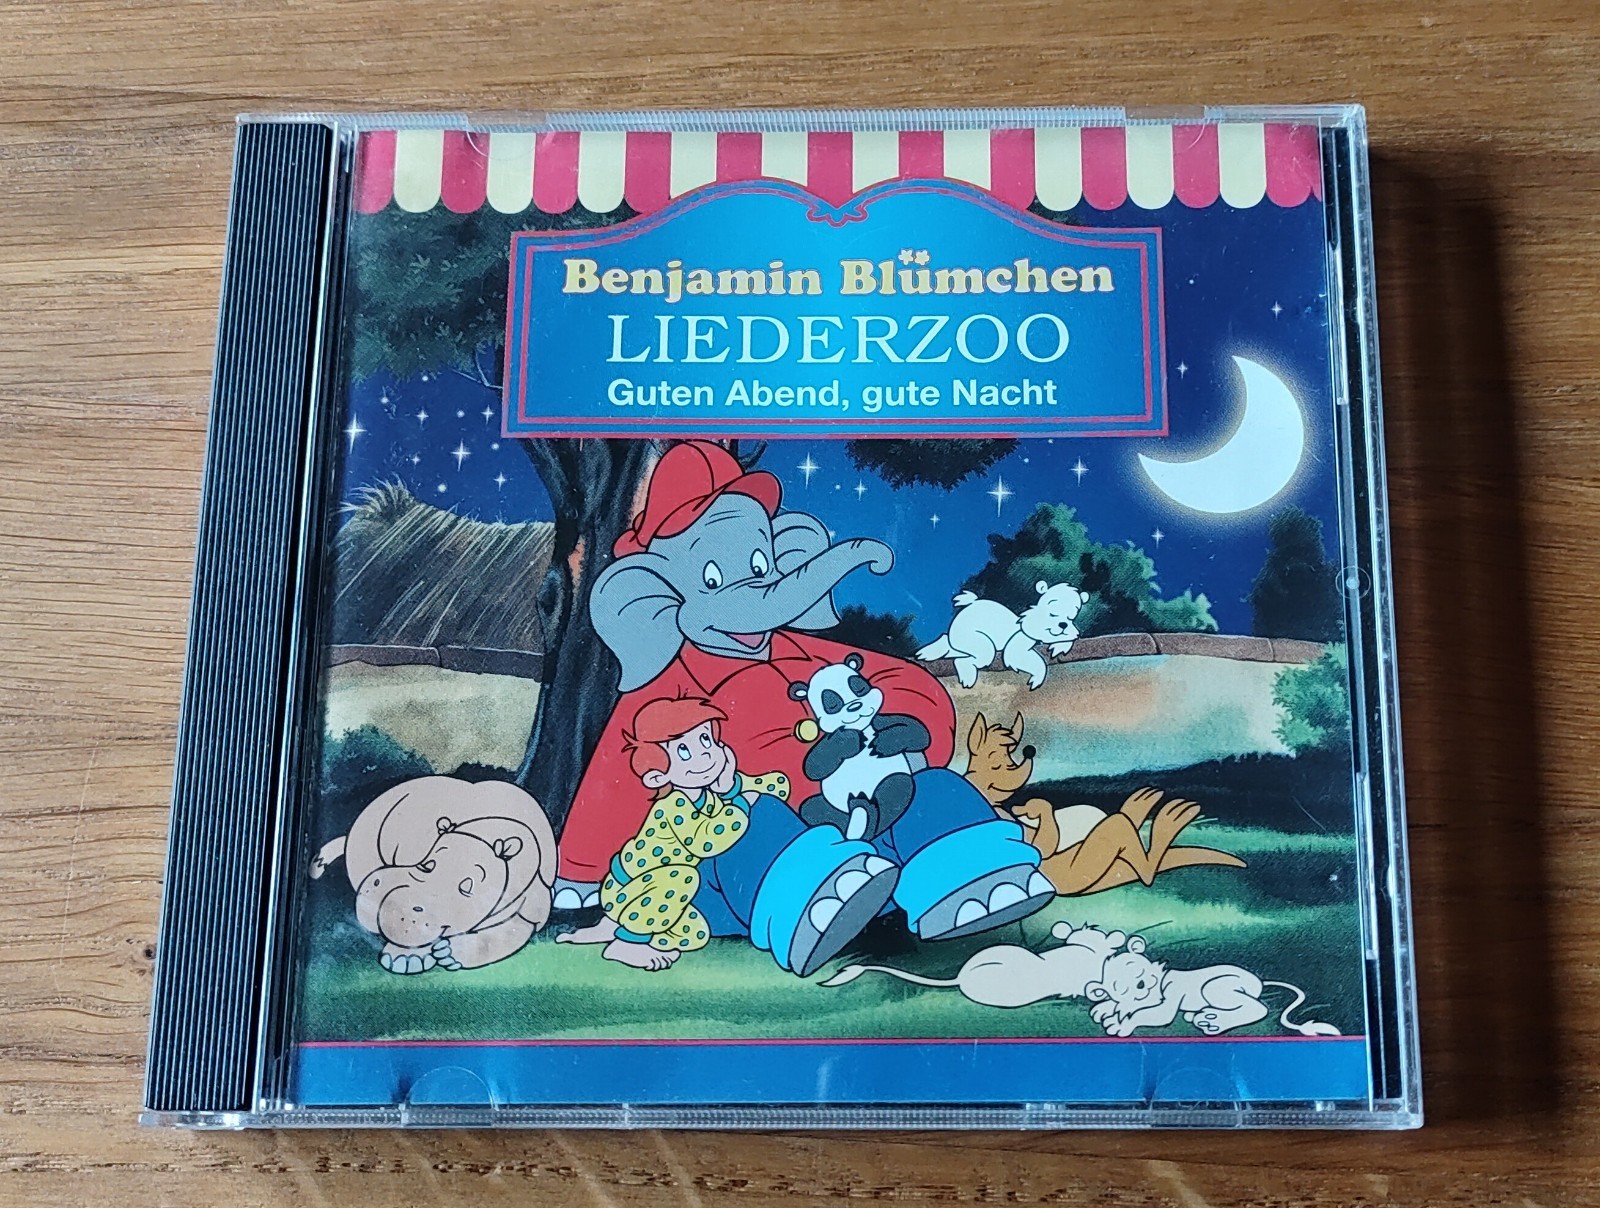 Benjamin Blümchen
LIEDERZOO
Guten Abend, gute Nacht